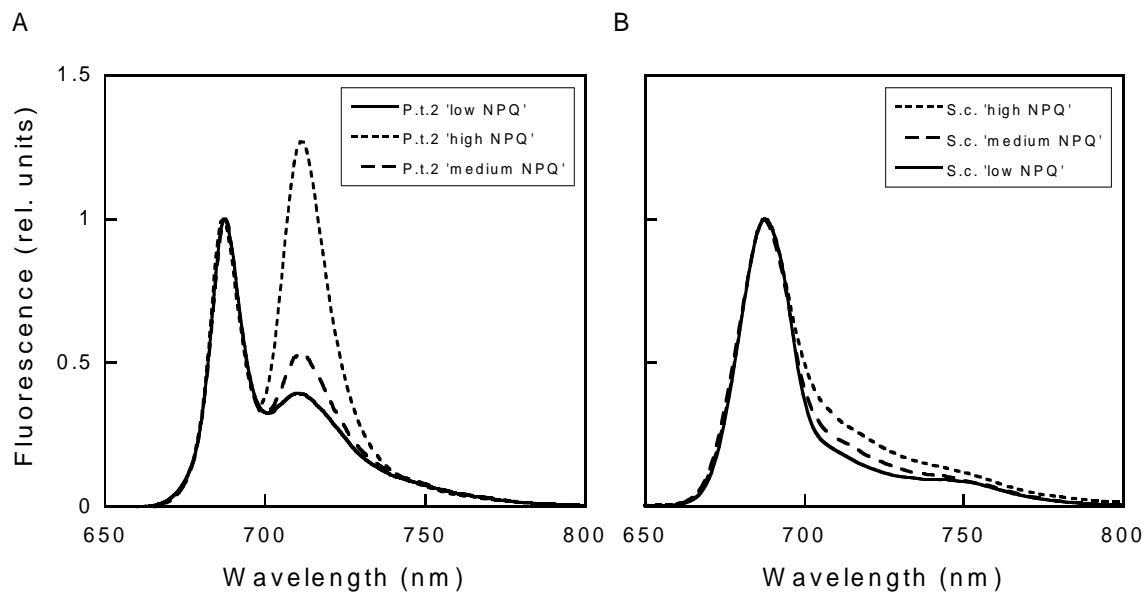 A
B
1.5
1
0.5
0
P.t.2 'low NPQ'
P.t.2 'high NPQ'
P.t.2 'medium NPQ'
S.c. 'high NPQ'
S.c. 'medium NPQ'
S.c. 'low NPQ'
Fluorescence (rel. units)
650 700 750 800 650 700 750 800
Wavelength (nm) Wavelength (nm)